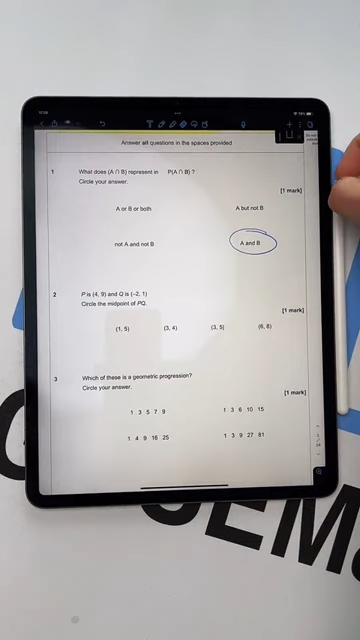 Answer all questions in the spaces provided
1 What does (A ∩ B) represent in P(A ∩ B) ?
Circle your answer.
[1 mark]
A or B or both A but not B
not A and not B A and B
2 P is (4, 9) and Q is (−2, 1)
Circle the midpoint of PQ.
[1 mark]
(1, 5) (3, 4) (3, 5) (6, 8)
3 Which of these is a geometric progression?
Circle your answer.
[1 mark]
1 3 5 7 9 1 3 6 10 15
1 4 9 16 25 1 3 9 27 81